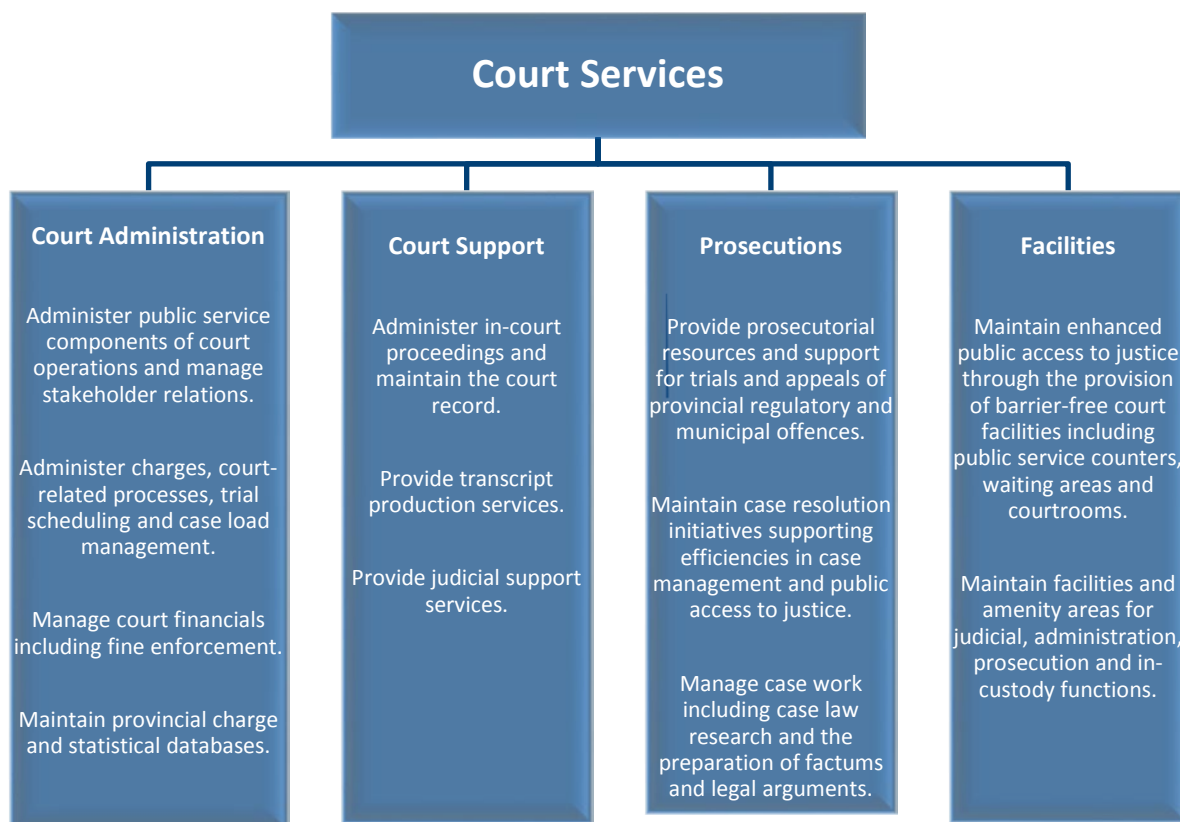 Court Services
Court Administration
Administer public service
components of court
operations and manage
stakeholder relations.
Administer charges, court-
related processes, trial
scheduling and case load
management.
Manage court financials
including fine enforcement.
Maintain provincial charge
and statistical databases.
Court Support
Administer in-court
proceedings and
maintain the court
record.
Provide transcript
production services.
Provide judicial support
services.
Prosecutions
Provide prosecutorial
resources and support
for trials and appeals of
provincial regulatory and
municipal offences.
Maintain case resolution
initiatives supporting
efficiencies in case
management and public
access to justice.
Manage case work
including case law
research and the
preparation of factums
and legal arguments.
Facilities
Maintain enhanced
public access to justice
through the provision
of barrier-free court
facilities including
public service counters,
waiting areas and
courtrooms.
Maintain facilities and
amenity areas for
judicial, administration,
prosecution and in-
custody functions.